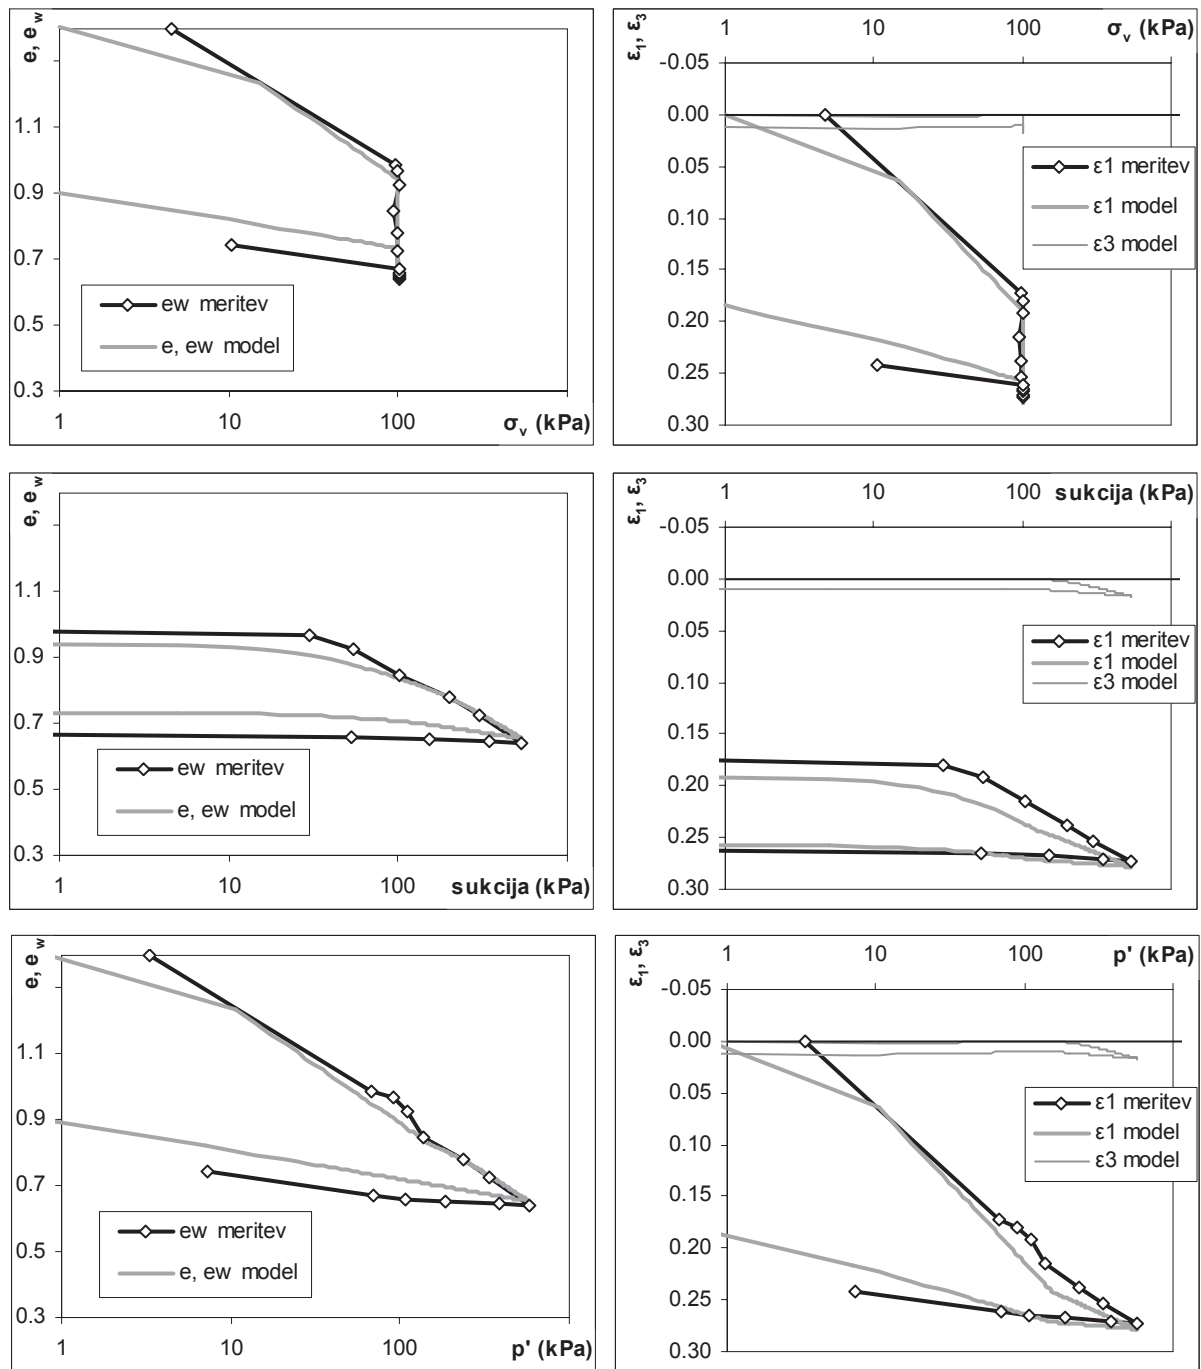 e, e_w
1.1
0.9
0.7
0.5
0.3
1 10 100
σ_v (kPa)
ew meritev
e, ew model
ε₁, ε₃
1 10 100
σ_v (kPa)
-0.05
0.00
0.05
0.10
0.15
0.20
0.25
0.30
ε1 meritev
ε1 model
ε3 model
e, e_w
1.1
0.9
0.7
0.5
0.3
1 10 100
sukcija (kPa)
ew meritev
e, ew model
ε₁, ε₃
1 10 100
sukcija (kPa)
-0.05
0.00
0.05
0.10
0.15
0.20
0.25
0.30
ε1 meritev
ε1 model
ε3 model
e, e_w
1.1
0.9
0.7
0.5
0.3
1 10 100
p' (kPa)
ew meritev
e, ew model
ε₁, ε₃
1 10 100
p' (kPa)
-0.05
0.00
0.05
0.10
0.15
0.20
0.25
0.30
ε1 meritev
ε1 model
ε3 model